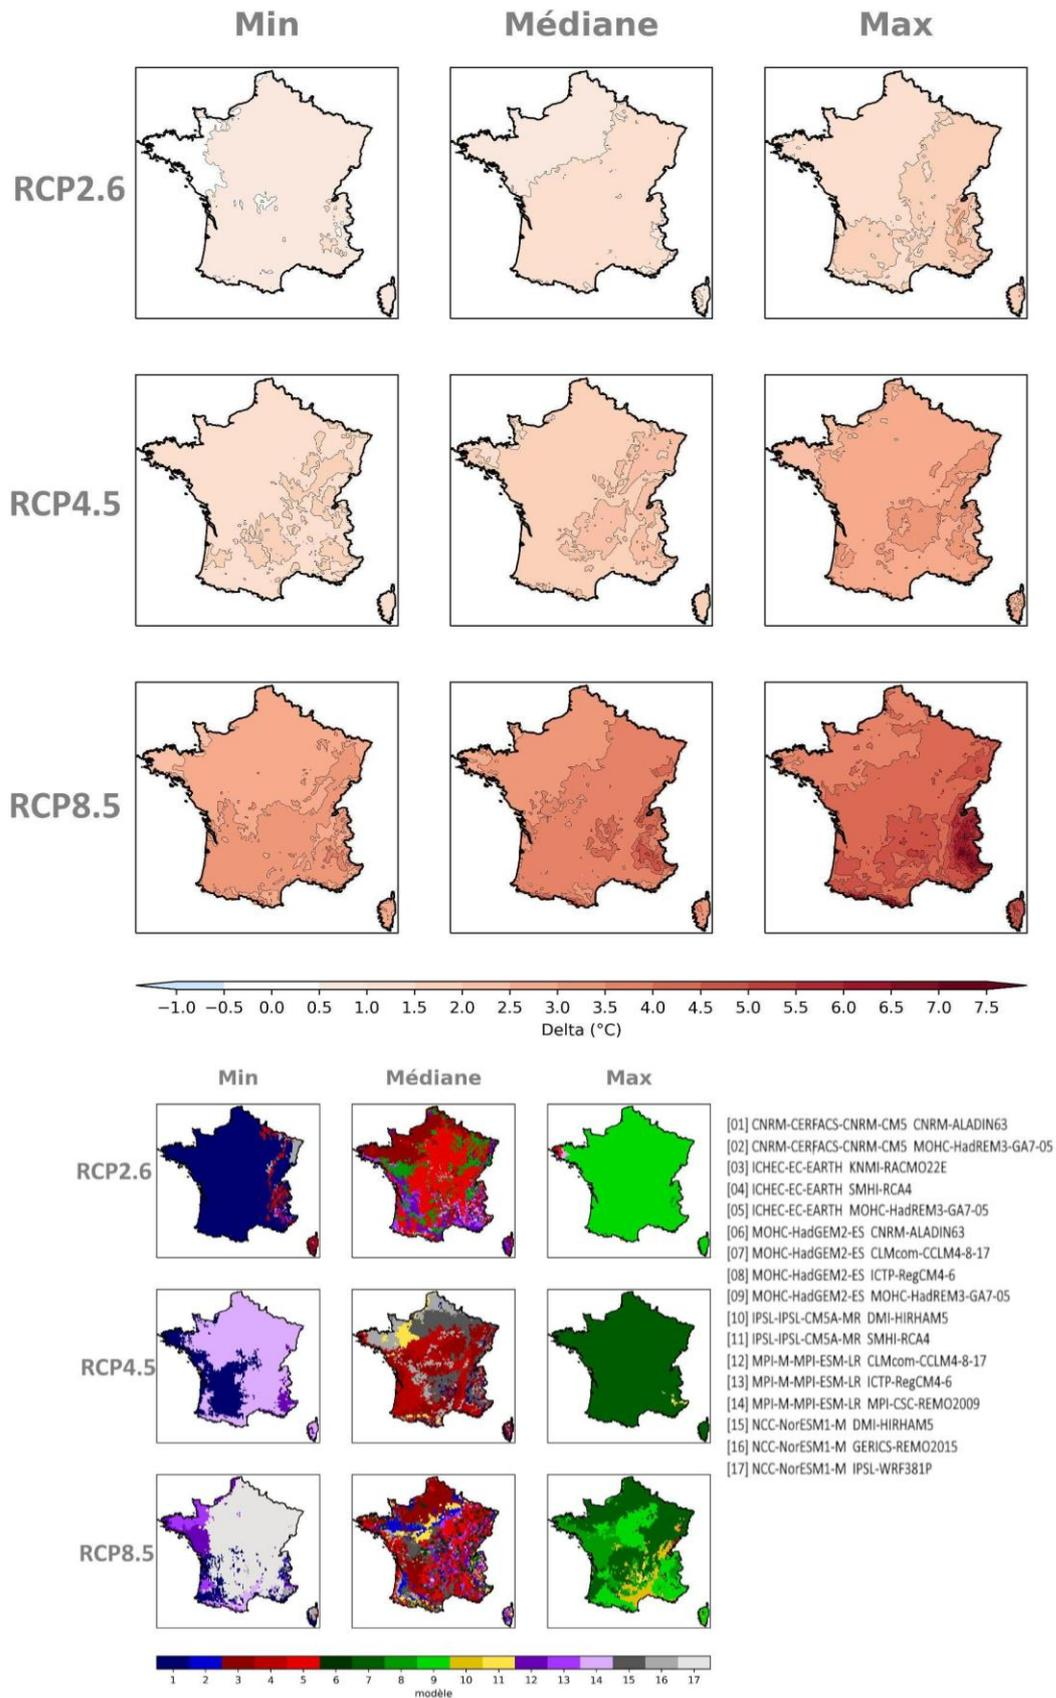 Min Médiane Max
RCP2.6
RCP4.5
RCP8.5
−1.0 −0.5 0.0 0.5 1.0 1.5 2.0 2.5 3.0 3.5 4.0 4.5 5.0 5.5 6.0 6.5 7.0 7.5
Delta (°C)
Min Médiane Max
RCP2.6
RCP4.5
RCP8.5
[01] CNRM-CERFACS-CNRM-CM5 CNRM-ALADIN63
[02] CNRM-CERFACS-CNRM-CM5 MOHC-HadREM3-GA7-05
[03] ICHEC-EC-EARTH KNMI-RACMO22E
[04] ICHEC-EC-EARTH SMHI-RCA4
[05] ICHEC-EC-EARTH MOHC-HadREM3-GA7-05
[06] MOHC-HadGEM2-ES CNRM-ALADIN63
[07] MOHC-HadGEM2-ES CLMcom-CCLM4-8-17
[08] MOHC-HadGEM2-ES ICTP-RegCM4-6
[09] MOHC-HadGEM2-ES MOHC-HadREM3-GA7-05
[10] IPSL-IPSL-CM5A-MR DMI-HIRHAM5
[11] IPSL-IPSL-CM5A-MR SMHI-RCA4
[12] MPI-M-MPI-ESM-LR CLMcom-CCLM4-8-17
[13] MPI-M-MPI-ESM-LR ICTP-RegCM4-6
[14] MPI-M-MPI-ESM-LR MPI-CSC-REMO2009
[15] NCC-NorESM1-M DMI-HIRHAM5
[16] NCC-NorESM1-M GERICS-REMO2015
[17] NCC-NorESM1-M IPSL-WRF381P
1 2 3 4 5 6 7 8 9 10 11 12 13 14 15 16 17
modèle